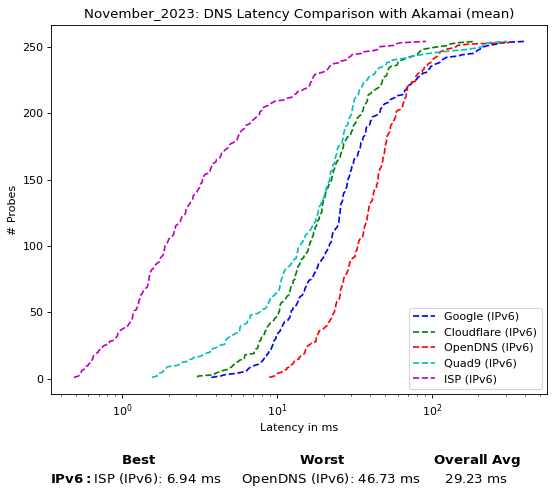 November_2023: DNS Latency Comparison with Akamai (mean)
250
200
150
100
50
0
# Probes
10⁰ 10¹ 10²
Latency in ms
Google (IPv6)
Cloudflare (IPv6)
OpenDNS (IPv6)
Quad9 (IPv6)
ISP (IPv6)
Best Worst Overall Avg
IPv6: ISP (IPv6): 6.94 ms OpenDNS (IPv6): 46.73 ms 29.23 ms